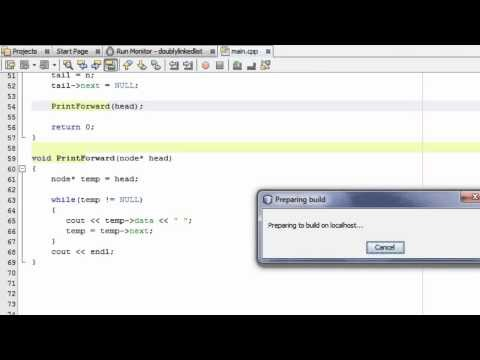 Projects Start Page Run Monitor - doublylinkedlist main.cpp
51 tail = n;
52 tail->next = NULL;
53
54 PrintForward(head);
55
56 return 0;
57 }
58
59 void PrintForward(node* head)
60 {
61 node* temp = head;
62
63 while(temp != NULL)
64 {
65 cout << temp->data << " ";
66 temp = temp->next;
67 }
68 cout << endl;
69 }
70
71
72
73
74
Preparing build
Preparing to build on localhost...
Cancel